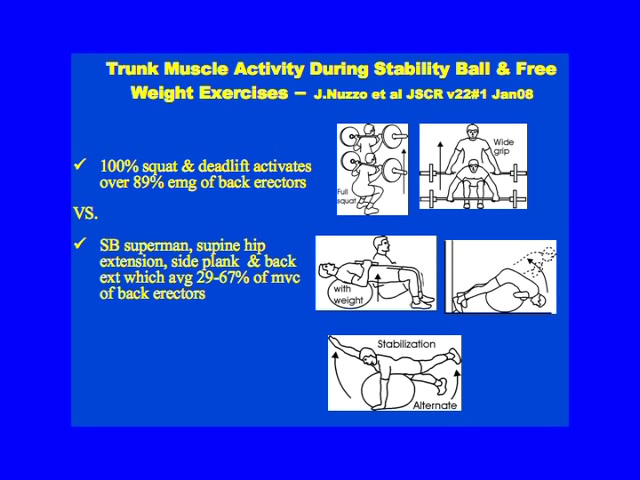 Trunk Muscle Activity During Stability Ball & Free
Weight Exercises – J.Nuzzo et al JSCR v22#1 Jan08
✓ 100% squat & deadlift activates
over 89% emg of back erectors
VS.
✓ SB superman, supine hip
extension, side plank & back
ext which avg 29-67% of mvc
of back erectors
Full
squat
Wide
grip
with
weight
Stabilization
Alternate